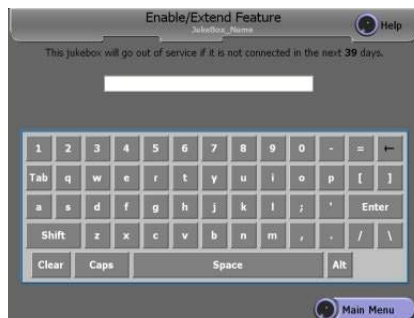 Enable/Extend Feature
JukeBox_Name
Help
This jukebox will go out of service if it is not connected in the next 39 days.
1 2 3 4 5 6 7 8 9 0 - = ←
Tab q w e r t y u i o p [ ]
a s d f g h j k l ; ' Enter
Shift z x c v b n m , . / \
Clear Caps Space Alt
Main Menu